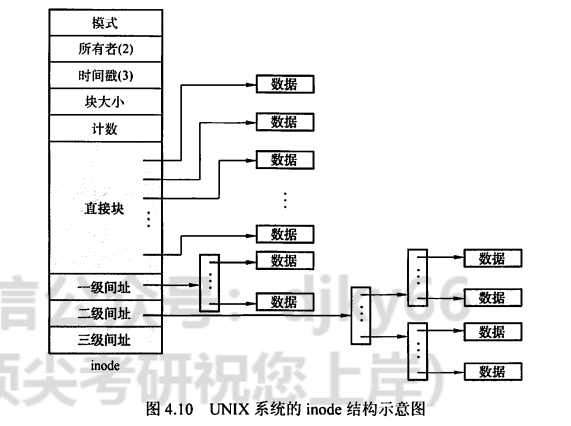 模式
所有者(2)
时间戳(3)
块大小
计数
直接块
一级间址
二级间址
三级间址
inode
数据
数据
数据
数据
数据
数据
数据
数据
数据
数据
信公众号：djky66
顶尖考研祝您上岸）
图 4.10 UNIX 系统的 inode 结构示意图